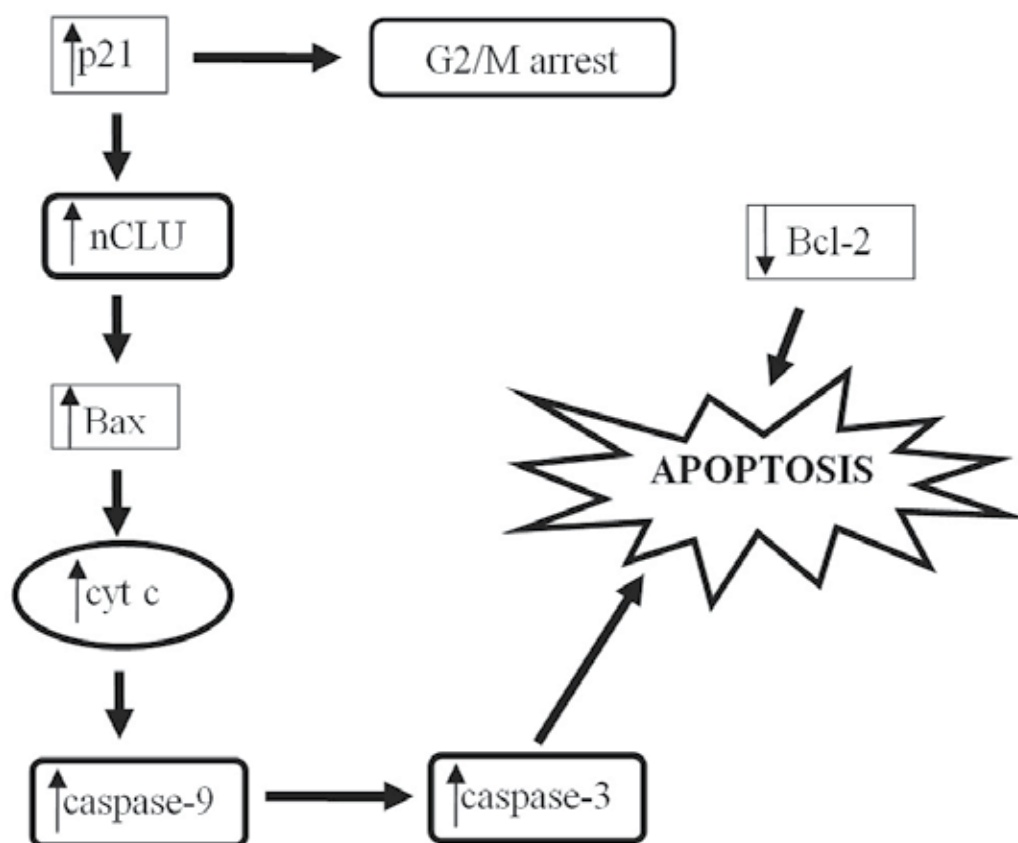 p21
G2/M arrest
nCLU
Bcl-2
Bax
APOPTOSIS
cyt c
caspase-9
caspase-3